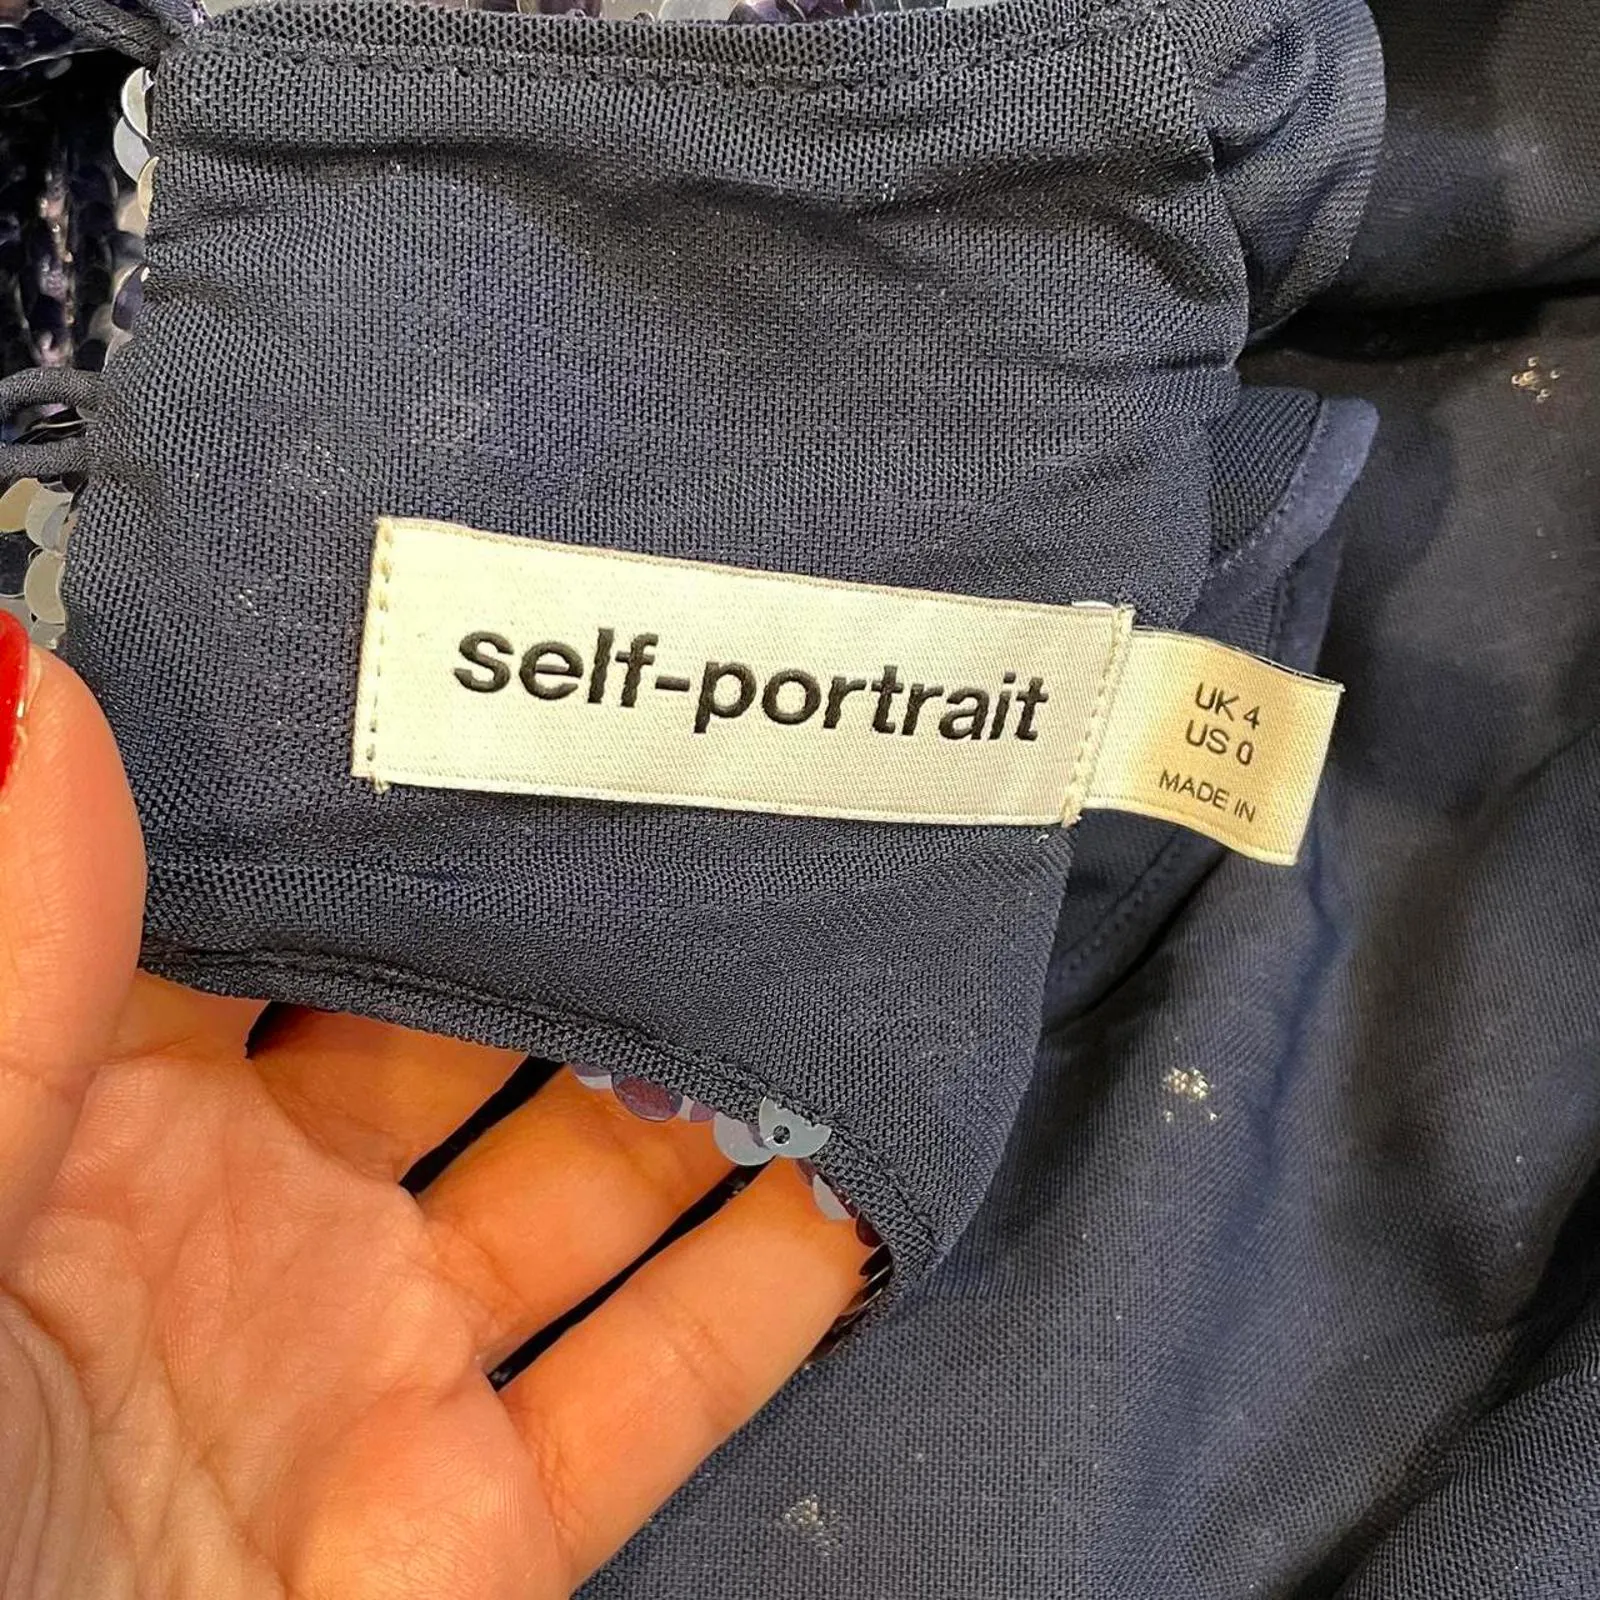 self-portrait
UK 4
US 0
MADE IN